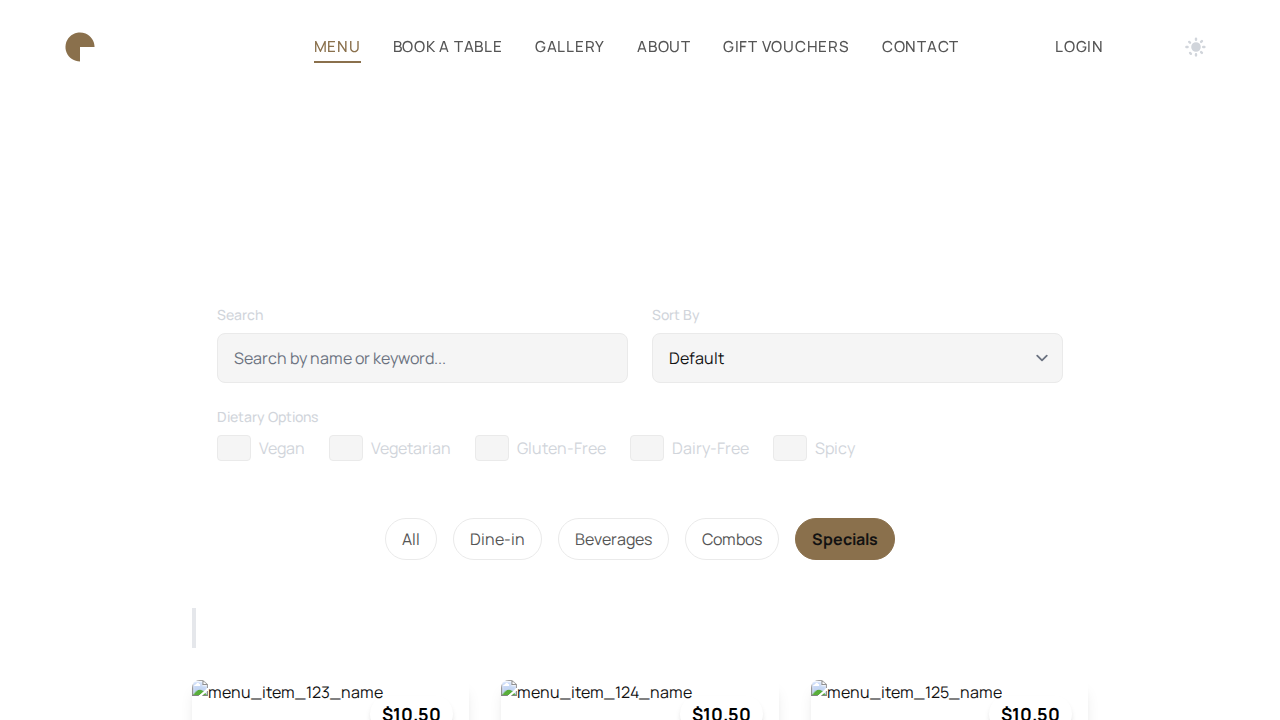 MENU BOOK A TABLE GALLERY ABOUT GIFT VOUCHERS CONTACT LOGIN
Search Sort By
Search by name or keyword... Default
Dietary Options
Vegan Vegetarian Gluten-Free Dairy-Free Spicy
All Dine-in Beverages Combos Specials
menu_item_123_name menu_item_124_name menu_item_125_name
$10.50 $10.50 $10.50